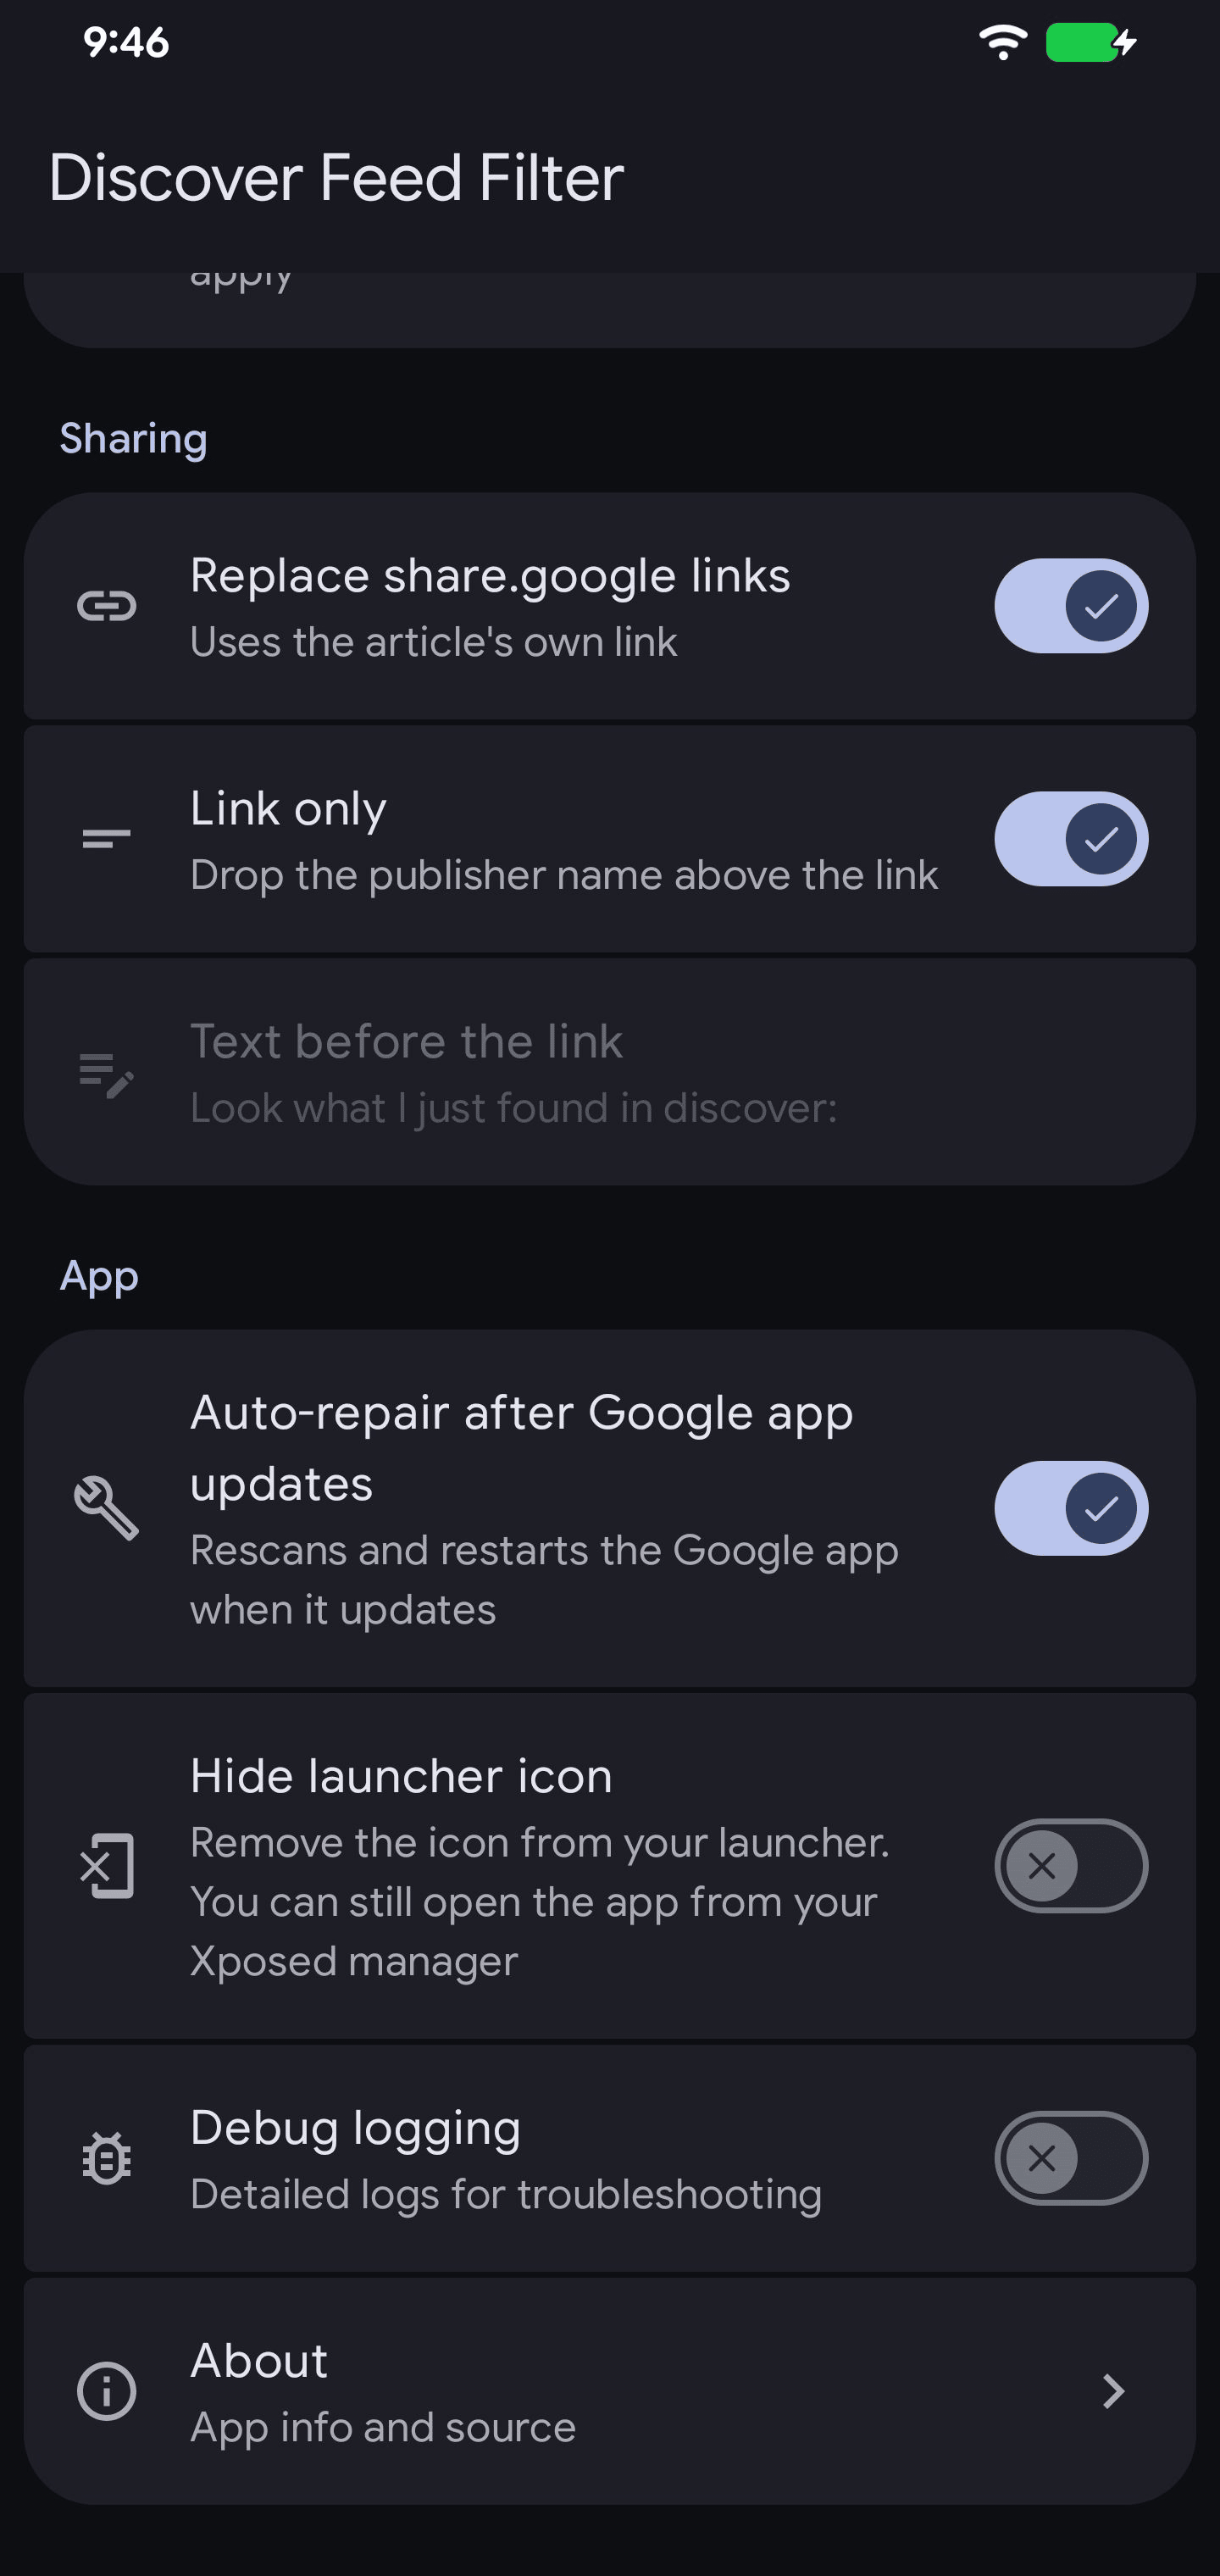 9:46
Discover Feed Filter
apply
Sharing
Replace share.google links
Uses the article's own link
Link only
Drop the publisher name above the link
Text before the link
Look what I just found in discover:
App
Auto-repair after Google app
updates
Rescans and restarts the Google app
when it updates
Hide launcher icon
Remove the icon from your launcher.
You can still open the app from your
Xposed manager
Debug logging
Detailed logs for troubleshooting
About
App info and source